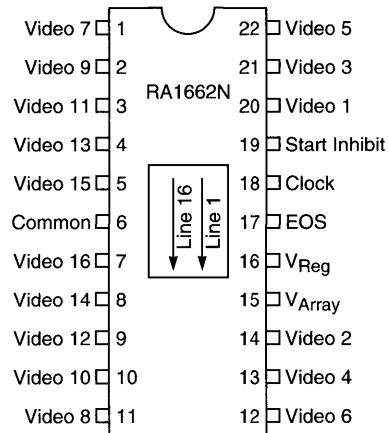 Video 7 1 22 Video 5
Video 9 2 21 Video 3
RA1662N
Video 11 3 20 Video 1
Video 13 4 19 Start Inhibit
Video 15 5 18 Clock
Line 16
Line 1
Common 6 17 EOS
Video 16 7 16 VReg
Video 14 8 15 VArray
Video 12 9 14 Video 2
Video 10 10 13 Video 4
Video 8 11 12 Video 6